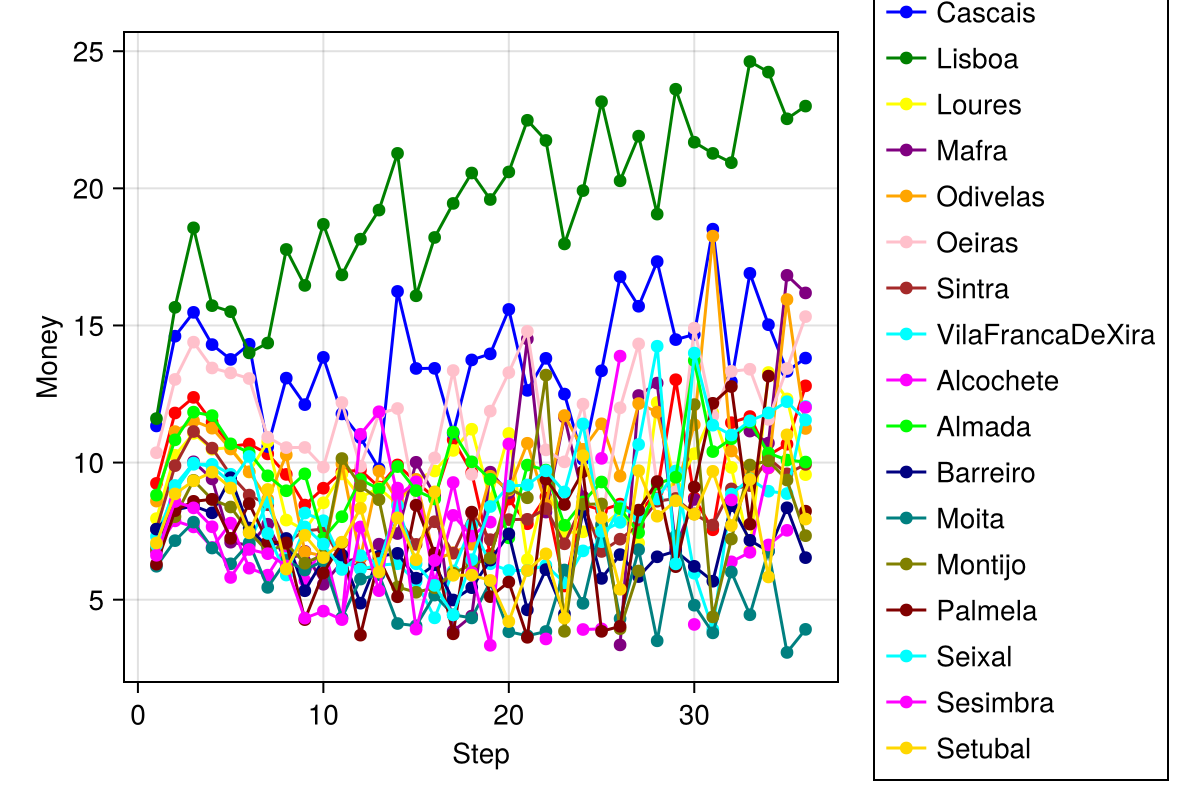 25
20
15
10
5
0
10
20
30
Money
Step
Cascais
Lisboa
Loures
Mafra
Odivelas
Oeiras
Sintra
VilaFrancaDeXira
Alcochete
Almada
Barreiro
Moita
Montijo
Palmela
Seixal
Sesimbra
Setubal